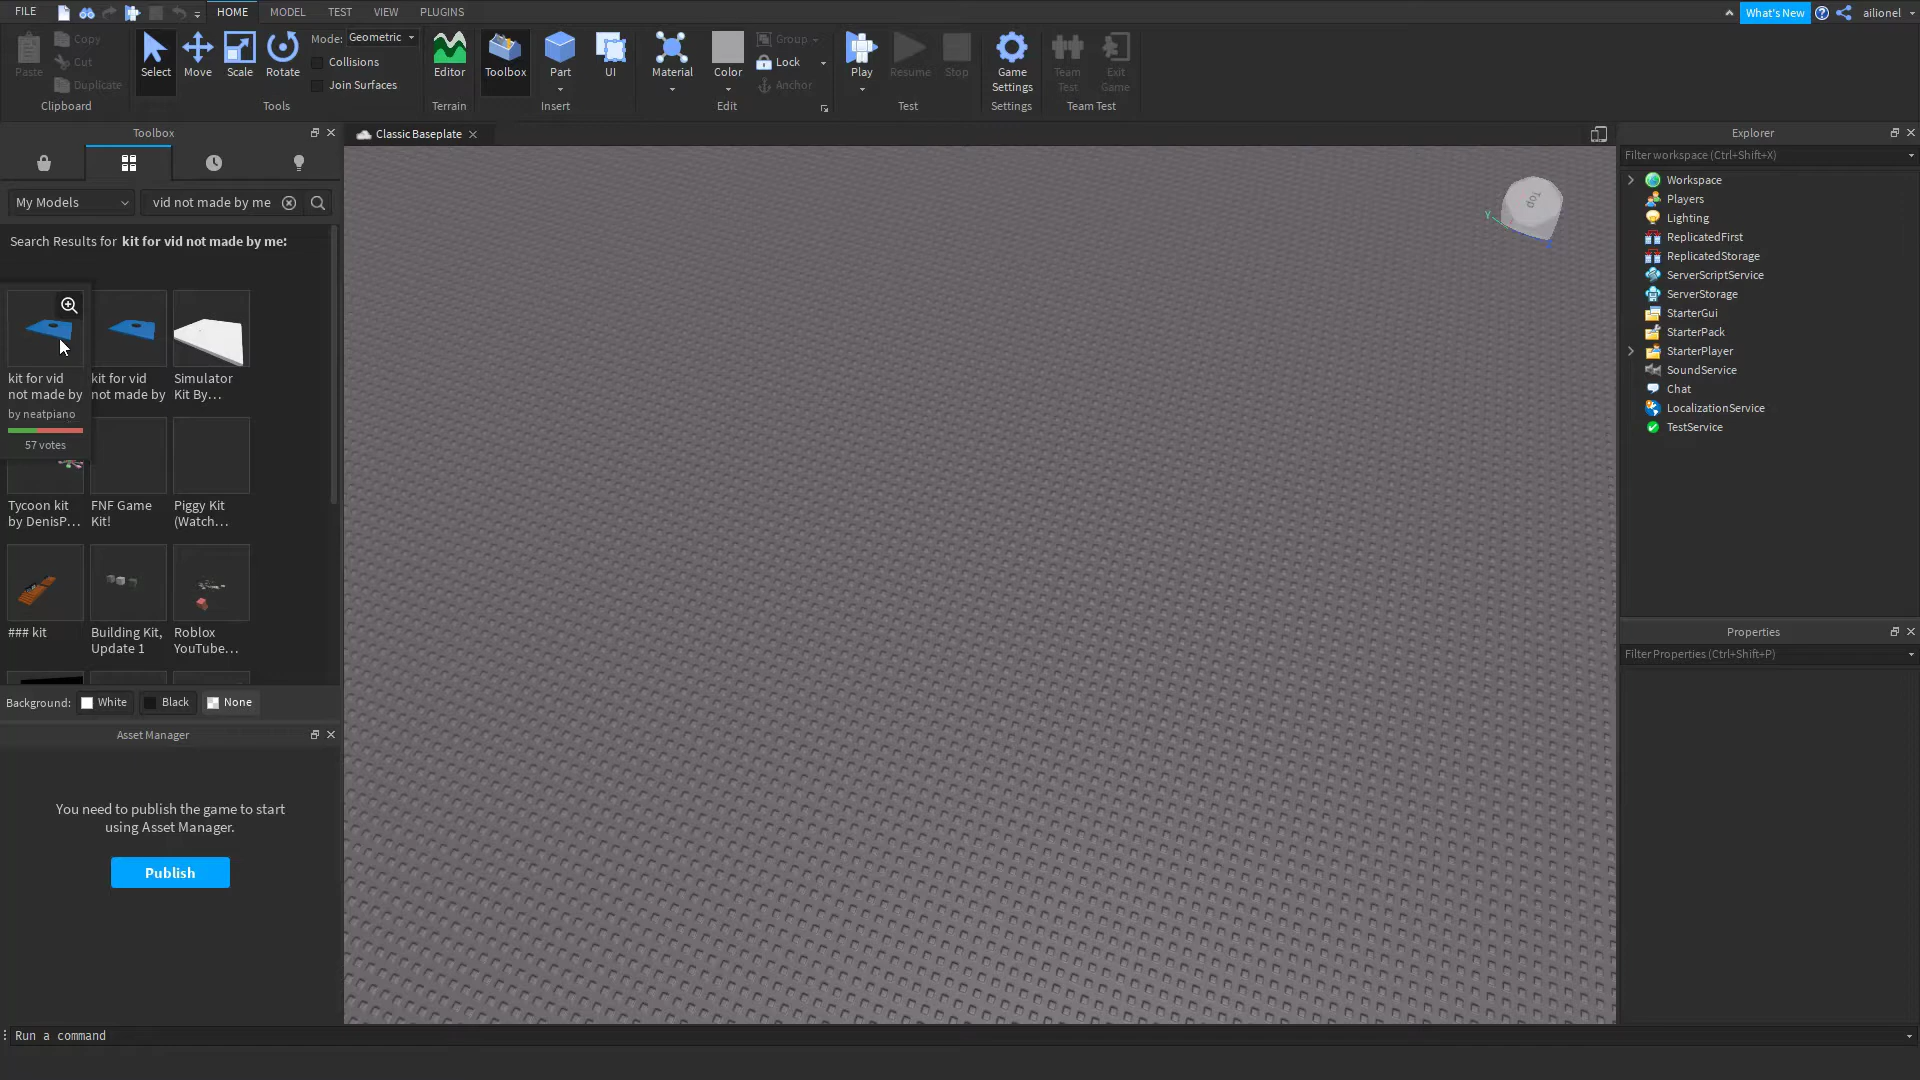 FILE
HOME
MODEL
TEST
VIEW
PLUGINS
What's New
ailionel
Paste
Copy
Cut
Duplicate
Clipboard
Select
Move
Scale
Rotate
Mode:
Geometric
Collisions
Join Surfaces
Tools
Editor
Terrain
Toolbox
Part
UI
Insert
Material
Color
Group
Lock
Anchor
Edit
Play
Resume
Stop
Test
Game
Settings
Settings
Team
Test
Exit
Game
Team Test
Toolbox
My Models
vid not made by me
Search Results for kit for vid not made by me:
kit for vid
not made by
by neatpiano
57 votes
kit for vid
not made by
Simulator
Kit By...
Tycoon kit
by DenisP...
FNF Game
Kit!
Piggy Kit
(Watch...
### kit
Building Kit,
Update 1
Roblox
YouTube...
Background:
White
Black
None
Asset Manager
You need to publish the game to start
using Asset Manager.
Publish
Classic Baseplate
Top
Y
Explorer
Filter workspace (Ctrl+Shift+X)
Workspace
Players
Lighting
ReplicatedFirst
ReplicatedStorage
ServerScriptService
ServerStorage
StarterGui
StarterPack
StarterPlayer
SoundService
Chat
LocalizationService
TestService
Properties
Filter Properties (Ctrl+Shift+P)
Run a command